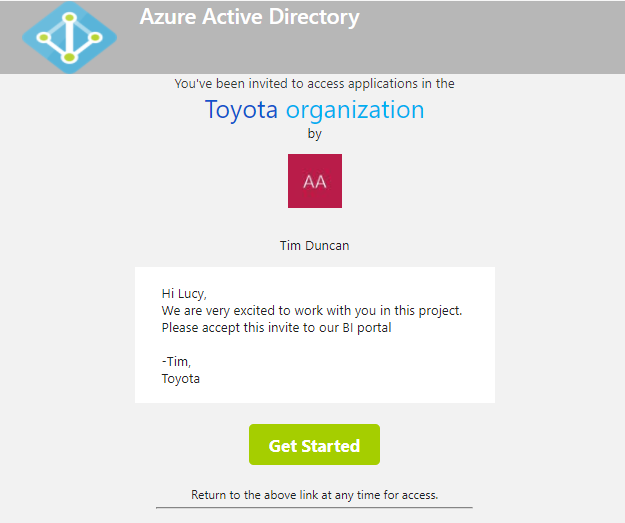 Azure Active Directory
You've been invited to access applications in the
Toyota organization
by
AA
Tim Duncan
Hi Lucy,
We are very excited to work with you in this project.
Please accept this invite to our BI portal
-Tim,
Toyota
Get Started
Return to the above link at any time for access.